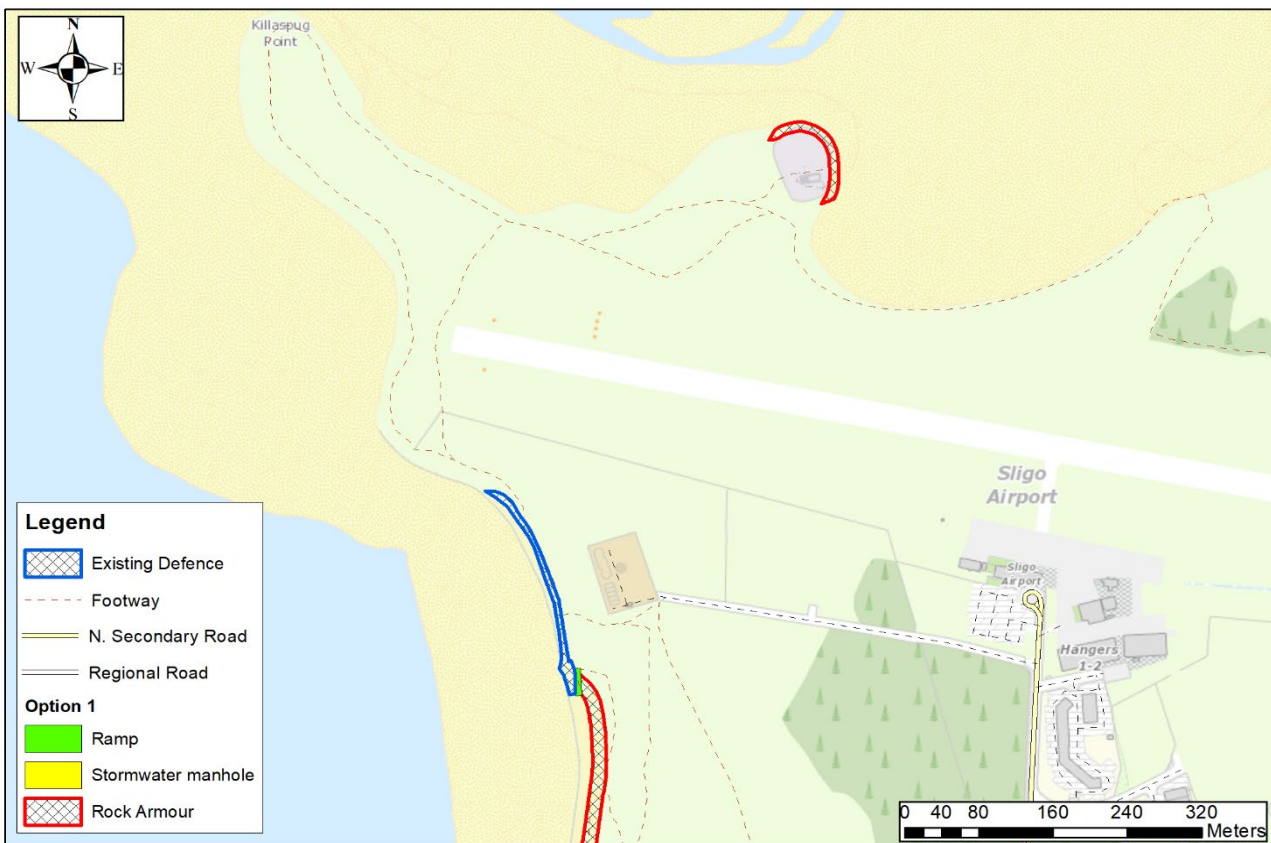 N
W E
S
Killaspug
Point
Sligo
Airport
Sligo
Airport
Hangers
1-2
Legend
Existing Defence
Footway
N. Secondary Road
Regional Road
Option 1
Ramp
Stormwater manhole
Rock Armour
0 40 80 160 240 320
Meters